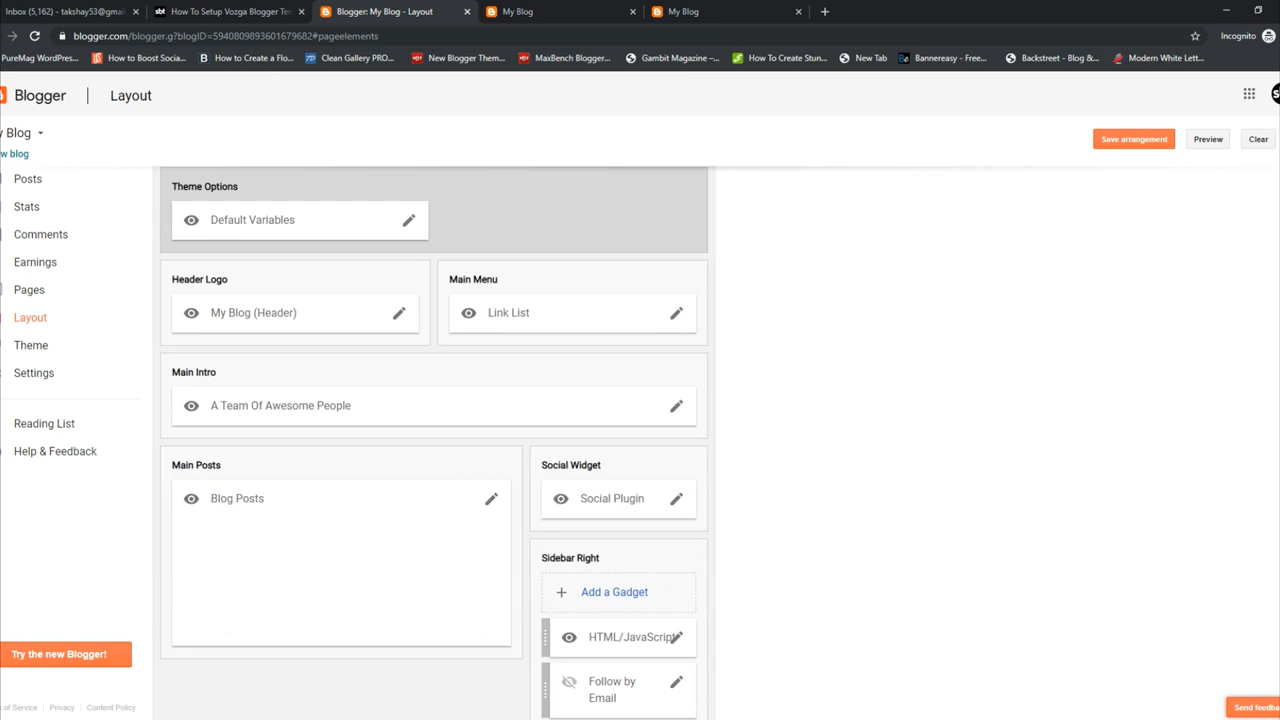 Inbox (5,162) - takshay53@gmail
How To Setup Vozga Blogger Te
Blogger: My Blog - Layout
My Blog
My Blog
blogger.com/blogger.g?blogID=5940809893601679682#pageelements
Incognito
PureMag WordPres...
How to Boost Socia...
How to Create a Flo...
Clean Gallery PRO...
New Blogger Them...
MaxBench Blogger...
Gambit Magazine –...
How To Create Stun...
New Tab
Bannereasy - Free...
Backstreet - Blog &...
Modern White Lett...
Blogger
Layout
y Blog
w blog
Save arrangement
Preview
Clear
Posts
Stats
Comments
Earnings
Pages
Layout
Theme
Settings
Reading List
Help & Feedback
Try the new Blogger!
of Service
Privacy
Content Policy
Theme Options
Default Variables
Header Logo
My Blog (Header)
Main Menu
Link List
Main Intro
A Team Of Awesome People
Main Posts
Blog Posts
Social Widget
Social Plugin
Sidebar Right
Add a Gadget
HTML/JavaScript
Follow by
Email
Send feedba